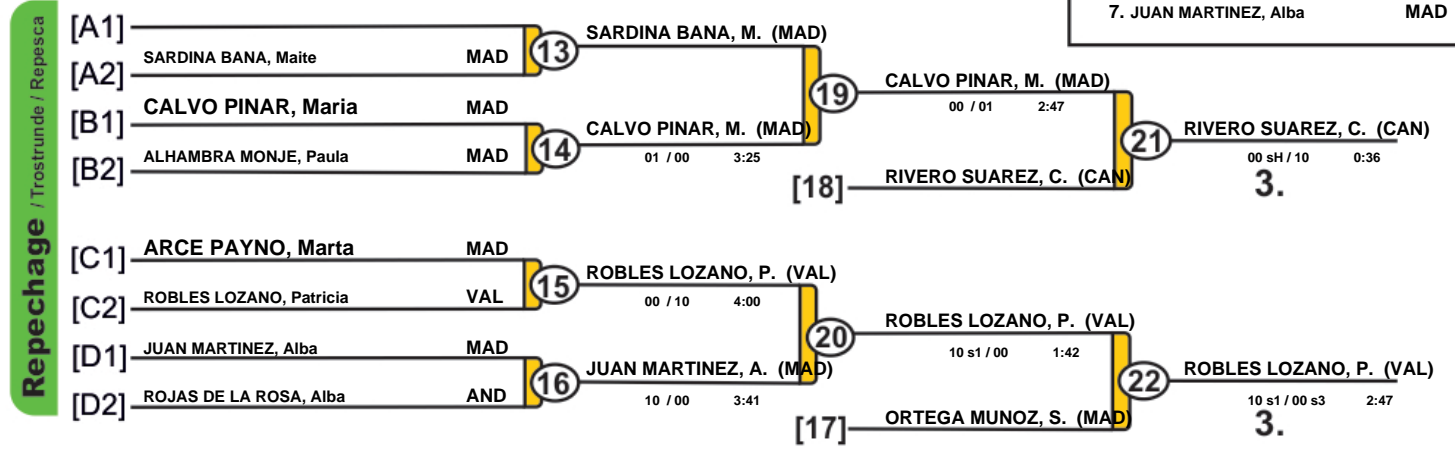 7. JUAN MARTINEZ, Alba MAD
Repechage / Trostrunde / Repesca
[A1]
SARDINA BANA, Maite MAD
[A2]
13
SARDINA BANA, M. (MAD)
CALVO PINAR, Maria MAD
[B1]
ALHAMBRA MONJE, Paula MAD
[B2]
14
CALVO PINAR, M. (MAD)
01 / 00 3:25
19
CALVO PINAR, M. (MAD)
00 / 01 2:47
[18]
RIVERO SUAREZ, C. (CAN)
21
RIVERO SUAREZ, C. (CAN)
00 sH / 10 0:36
3.
ARCE PAYNO, Marta MAD
[C1]
ROBLES LOZANO, Patricia VAL
[C2]
15
ROBLES LOZANO, P. (VAL)
00 / 10 4:00
JUAN MARTINEZ, Alba MAD
[D1]
ROJAS DE LA ROSA, Alba AND
[D2]
16
JUAN MARTINEZ, A. (MAD)
10 / 00 3:41
20
ROBLES LOZANO, P. (VAL)
10 s1 / 00 1:42
[17]
ORTEGA MUNOZ, S. (MAD)
22
ROBLES LOZANO, P. (VAL)
10 s1 / 00 s3 2:47
3.